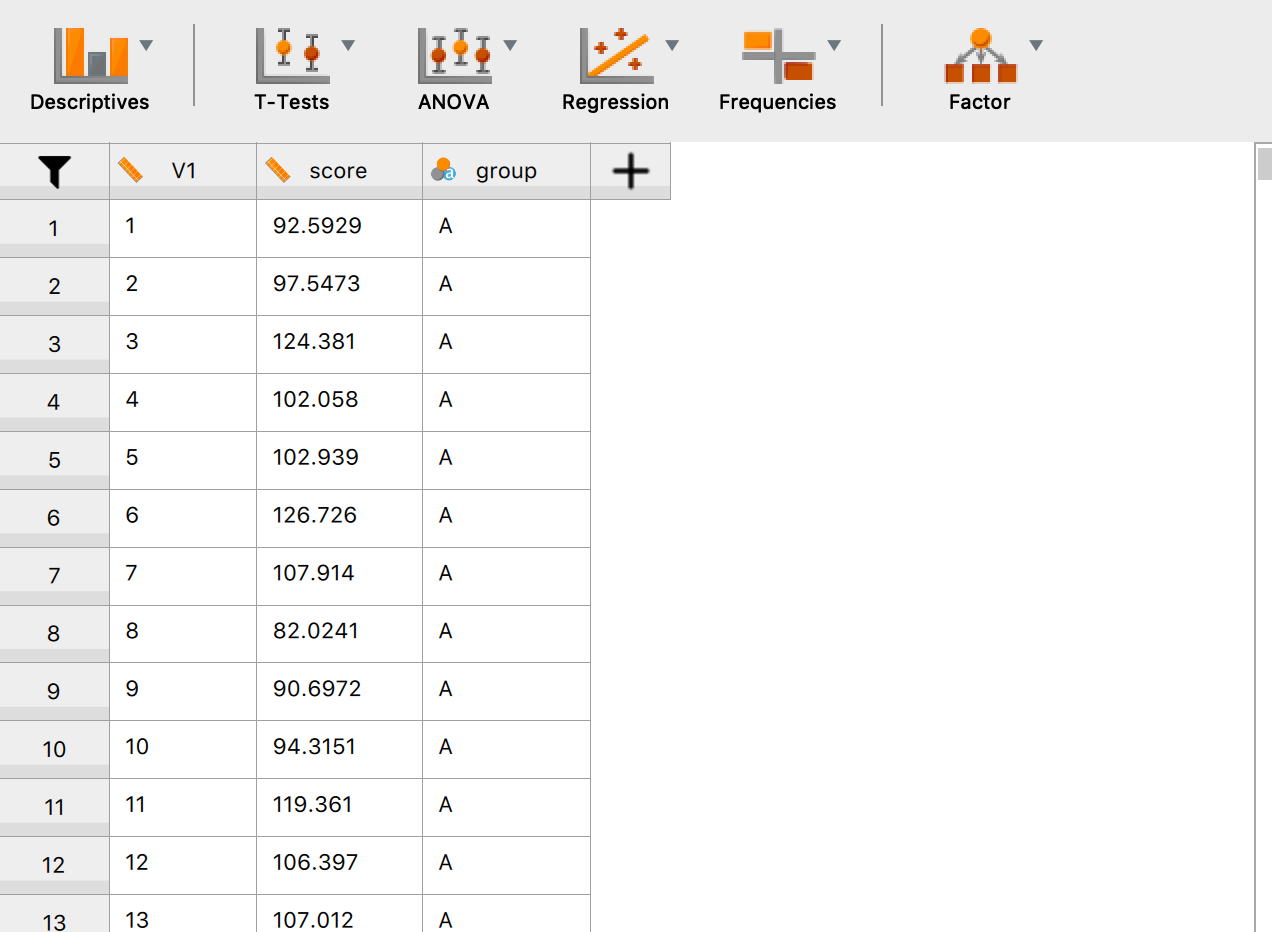 Descriptives T-Tests ANOVA Regression Frequencies Factor
V1 score a group
1 1 92.5929 A
2 2 97.5473 A
3 3 124.381 A
4 4 102.058 A
5 5 102.939 A
6 6 126.726 A
7 7 107.914 A
8 8 82.0241 A
9 9 90.6972 A
10 10 94.3151 A
11 11 119.361 A
12 12 106.397 A
13 13 107.012 A